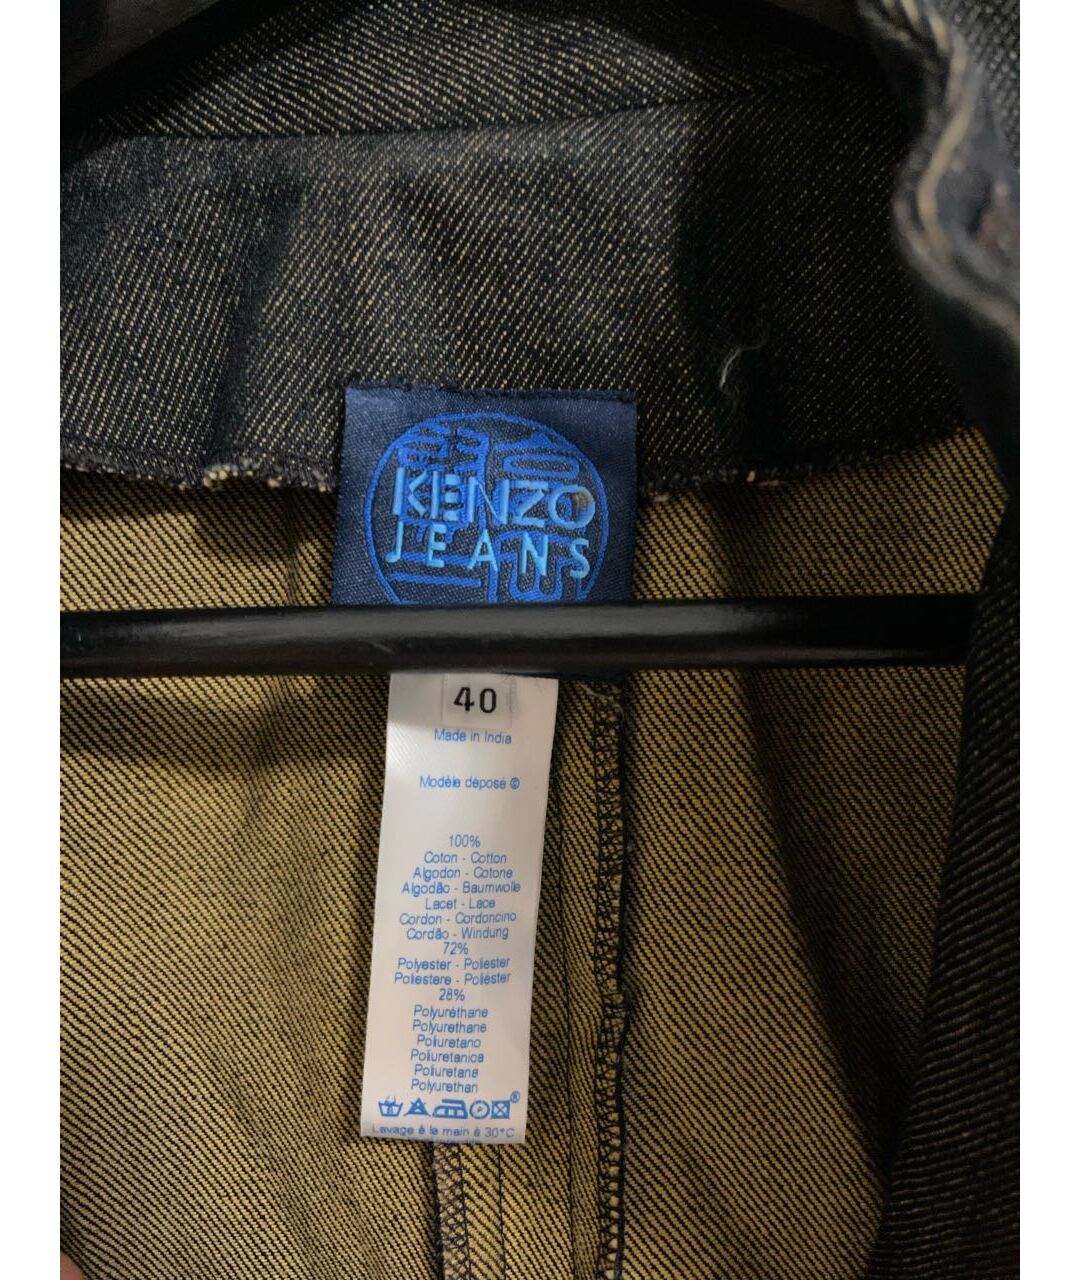 KENZO
JEANS
40
Made in India
Modèle déposé ©
100%
Coton - Cotton
Algodon - Cotone
Algodão - Baumwolle
Lacet - Lace
Cordon - Cordoncino
Cordão - Windung
72%
Polyester - Poliester
Poliestere - Poliester
28%
Polyuréthane
Polyurethane
Poliuretano
Poliuretanica
Poliuretana
Polyurethan
Lavage à la main à 30°C